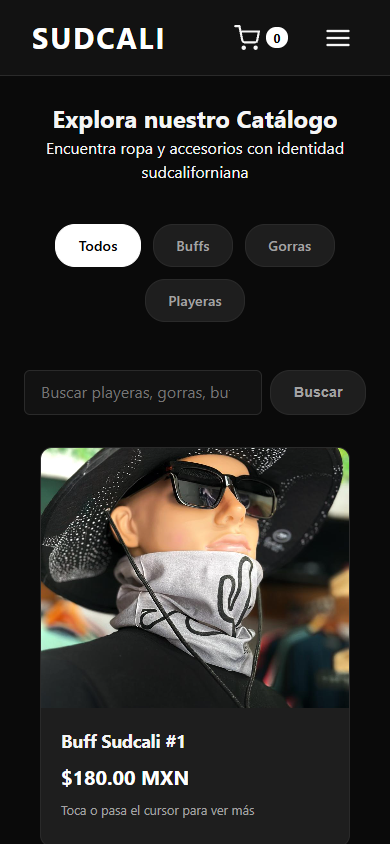 SUDCALI
0
Explora nuestro Catálogo
Encuentra ropa y accesorios con identidad
sudcaliforniana
Todos
Buffs
Gorras
Playeras
Buscar playeras, gorras, bu
Buscar
Buff Sudcali #1
$180.00 MXN
Toca o pasa el cursor para ver más